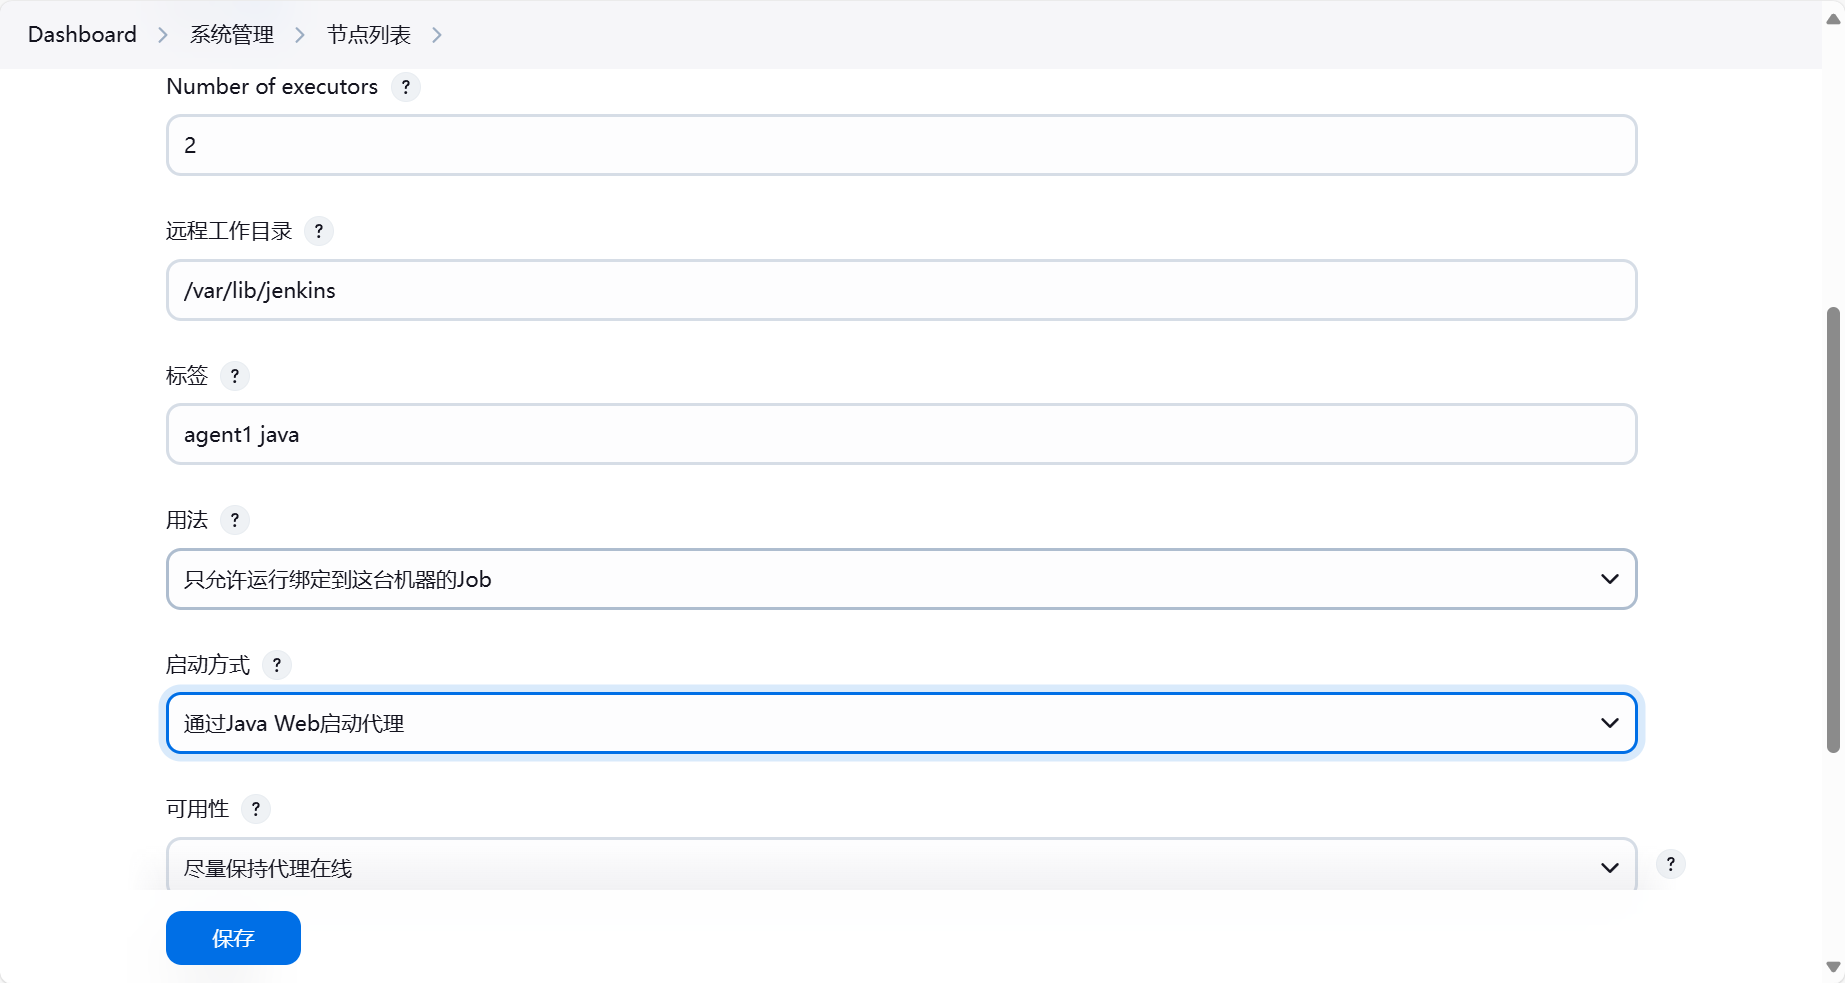 Dashboard > 系统管理 > 节点列表 >
Number of executors ?
2
远程工作目录 ?
/var/lib/jenkins
标签 ?
agent1 java
用法 ?
只允许运行绑定到这台机器的Job
启动方式 ?
通过Java Web启动代理
可用性 ?
尽量保持代理在线 ?
保存